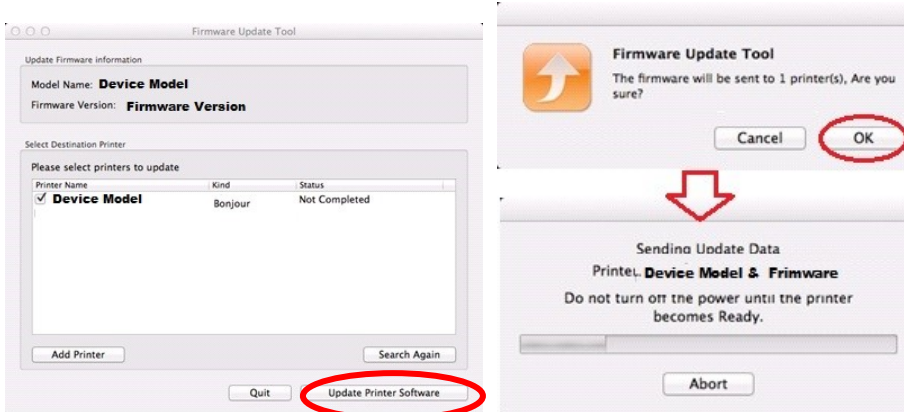 Firmware Update Tool
Update Firmware information
Model Name: Device Model
Firmware Version: Firmware Version
Select Destination Printer
Please select printers to update
Printer Name Kind Status
Device Model Bonjour Not Completed
Add Printer Search Again
Quit Update Printer Software
Firmware Update Tool
The firmware will be sent to 1 printer(s), Are you
sure?
Cancel OK
Sending Update Data
Printer. Device Model & Frimware
Do not turn off the power until the printer
becomes Ready.
Abort